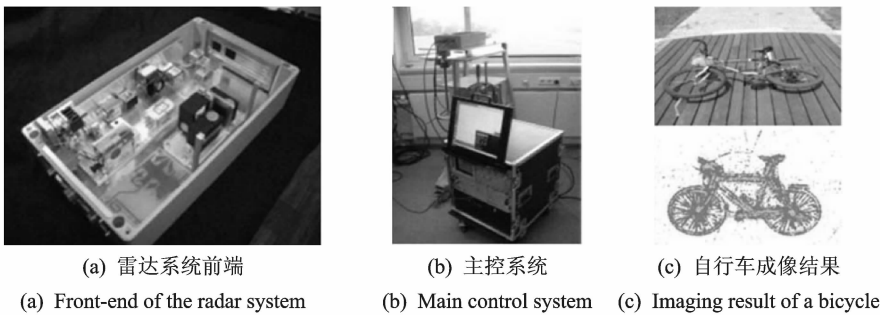 (a) 雷达系统前端
(b) 主控系统
(c) 自行车成像结果
(a) Front-end of the radar system
(b) Main control system
(c) Imaging result of a bicycle